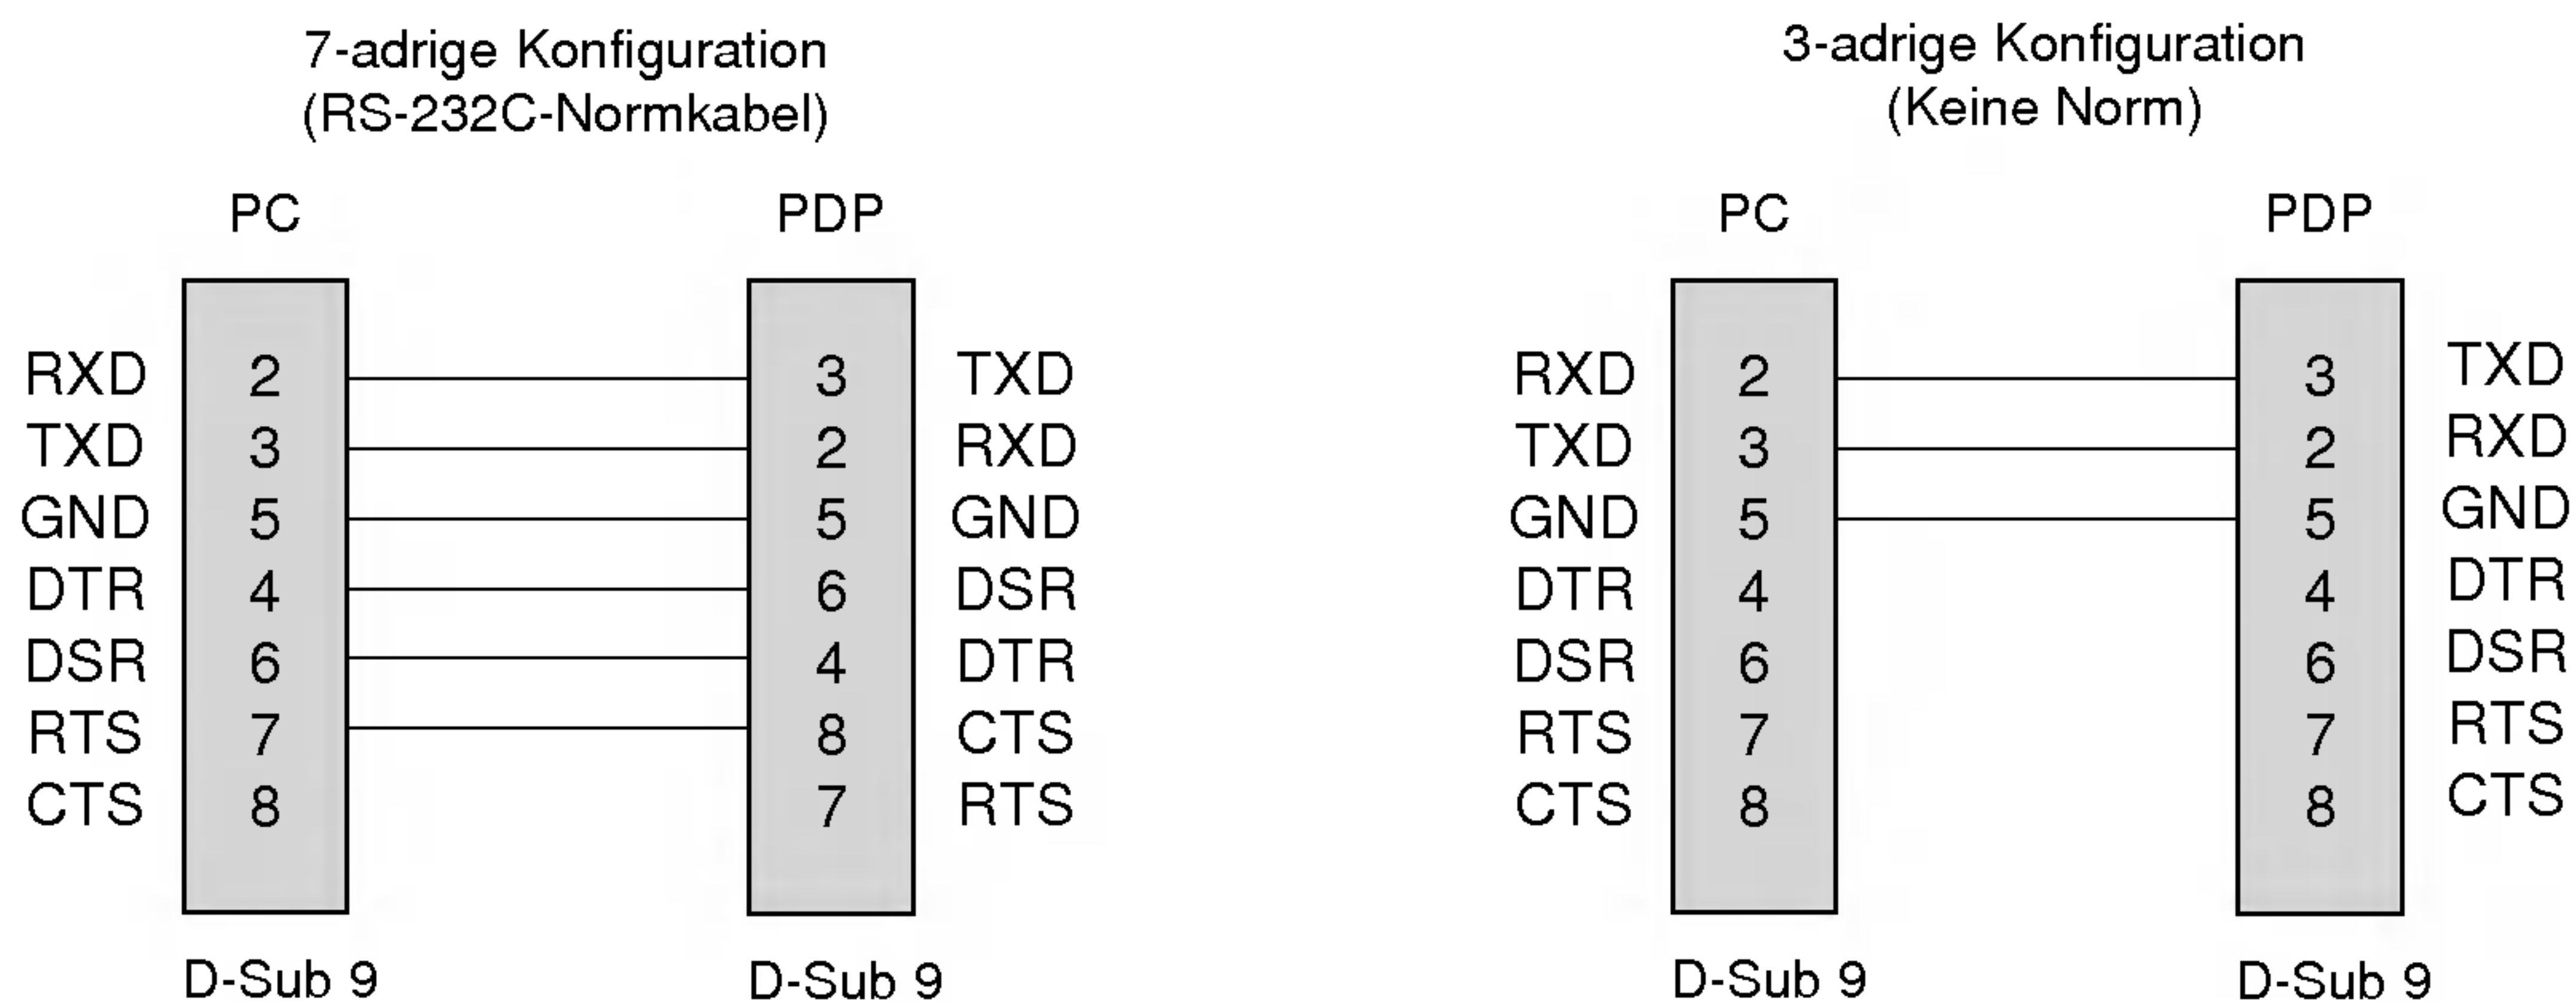 7-adrige Konfiguration
(RS-232C-Normkabel)
PC PDP
RXD 2 3 TXD
TXD 3 2 RXD
GND 5 5 GND
DTR 4 6 DSR
DSR 6 4 DTR
RTS 7 8 CTS
CTS 8 7 RTS
D-Sub 9 D-Sub 9
3-adrige Konfiguration
(Keine Norm)
PC PDP
RXD 2 3 TXD
TXD 3 2 RXD
GND 5 5 GND
DTR 4 4 DTR
DSR 6 6 DSR
RTS 7 7 RTS
CTS 8 8 CTS
D-Sub 9 D-Sub 9